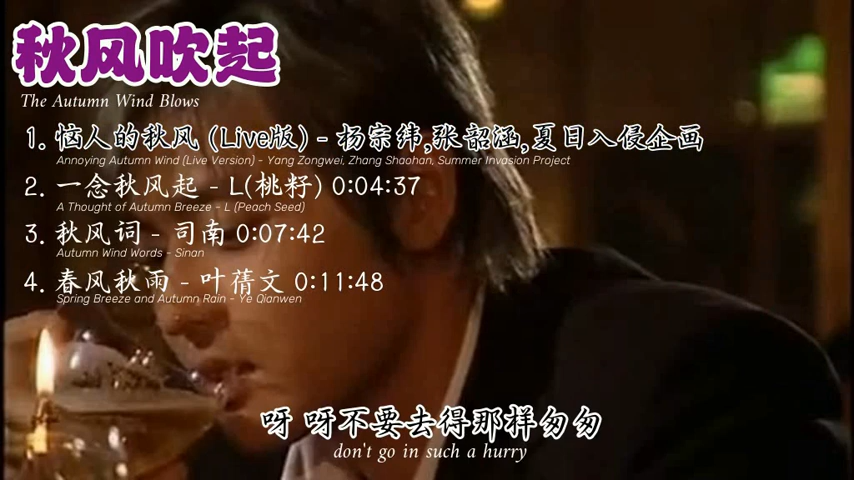 秋风吹起
The Autumn Wind Blows
1. 恼人的秋风 (Live版) - 杨宗纬,张韶涵,夏日入侵企画
Annoying Autumn Wind (Live Version) - Yang Zongwei, Zhang Shaohan, Summer Invasion Project
2. 一念秋风起 - L(桃籽) 0:04:37
A Thought of Autumn Breeze - L (Peach Seed)
3. 秋风词 - 司南 0:07:42
Autumn Wind Words - Sinan
4. 春风秋雨 - 叶蒨文 0:11:48
Spring Breeze and Autumn Rain - Ye Qianwen
呀 呀不要去得那样匆匆
don't go in such a hurry